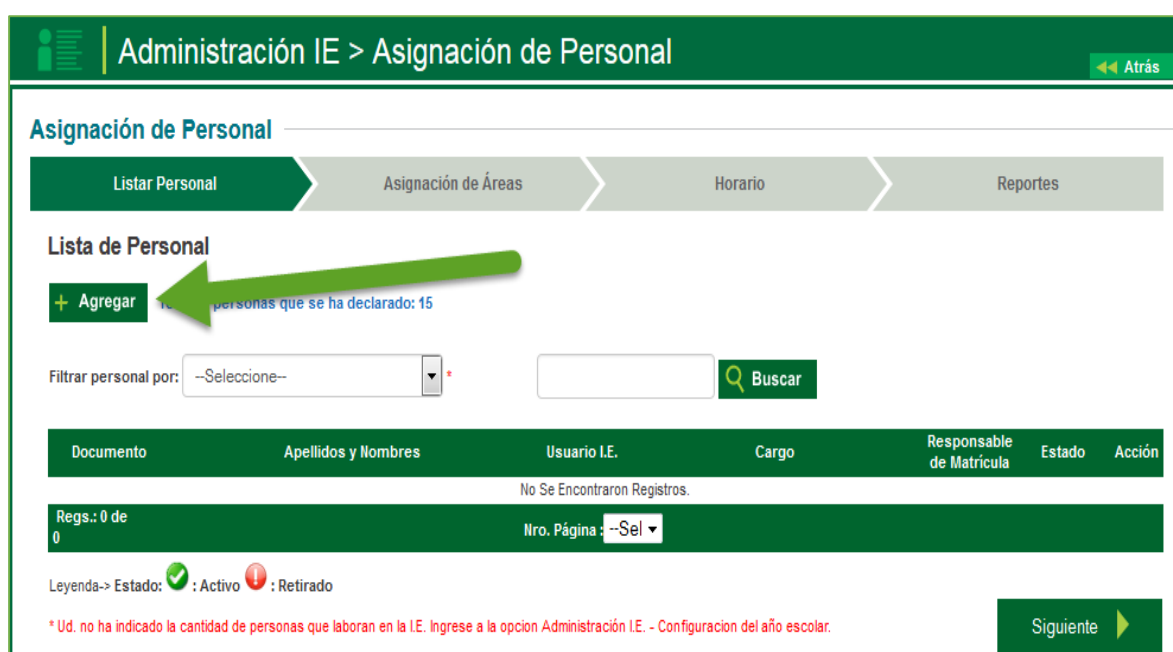 Administración IE > Asignación de Personal
Atrás
Asignación de Personal
Listar Personal Asignación de Áreas Horario Reportes
Lista de Personal
+ Agregar personas que se ha declarado: 15
Filtrar personal por: --Seleccione-- * Buscar
Documento Apellidos y Nombres Usuario I.E. Cargo Responsable de Matrícula Estado Acción
No Se Encontraron Registros.
Regs.: 0 de
0 Nro. Página : --Sel
Leyenda-> Estado: : Activo : Retirado
* Ud. no ha indicado la cantidad de personas que laboran en la I.E. Ingrese a la opcion Administración I.E. - Configuracion del año escolar.
Siguiente